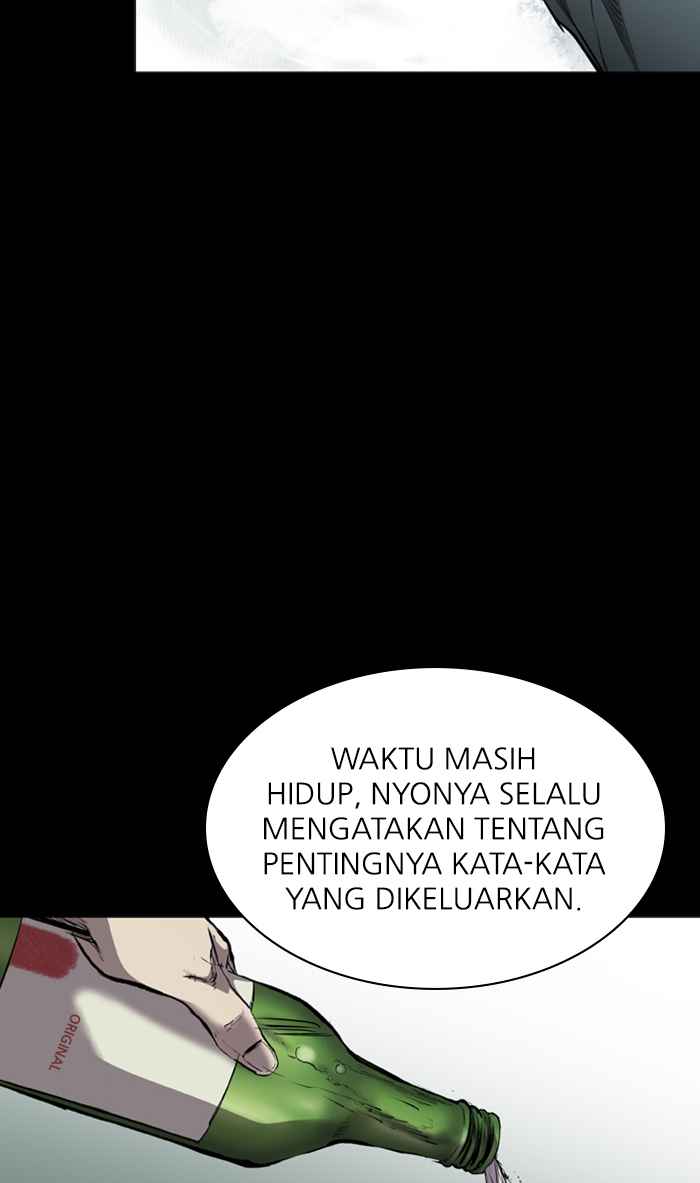 WAKTU MASIH
HIDUP, NYONYA SELALU
MENGATAKAN TENTANG
PENTINGNYA KATA-KATA
YANG DIKELUARKAN.
ORIGINAL